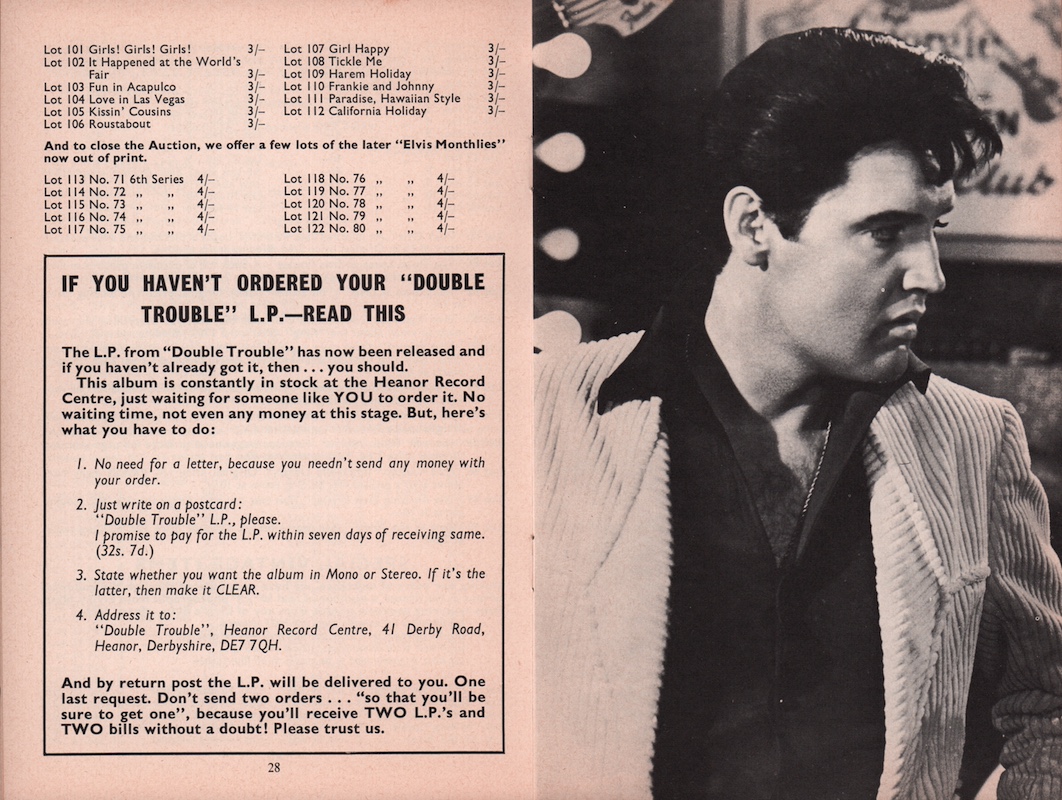 Lot 101 Girls! Girls! Girls! 3/–
Lot 102 It Happened at the World's
Fair 3/–
Lot 103 Fun in Acapulco 3/–
Lot 104 Love in Las Vegas 3/–
Lot 105 Kissin' Cousins 3/–
Lot 106 Roustabout 3/–
Lot 107 Girl Happy 3/–
Lot 108 Tickle Me 3/–
Lot 109 Harem Holiday 3/–
Lot 110 Frankie and Johnny 3/–
Lot 111 Paradise, Hawaiian Style 3/–
Lot 112 California Holiday 3/–
And to close the Auction, we offer a few lots of the later "Elvis Monthlies"
now out of print.
Lot 113 No. 71 6th Series 4/–
Lot 114 No. 72 ,, ,, 4/–
Lot 115 No. 73 ,, ,, 4/–
Lot 116 No. 74 ,, ,, 4/–
Lot 117 No. 75 ,, ,, 4/–
Lot 118 No. 76 ,, ,, 4/–
Lot 119 No. 77 ,, ,, 4/–
Lot 120 No. 78 ,, ,, 4/–
Lot 121 No. 79 ,, ,, 4/–
Lot 122 No. 80 ,, ,, 4/–
IF YOU HAVEN'T ORDERED YOUR "DOUBLE
TROUBLE" L.P.—READ THIS
The L.P. from "Double Trouble" has now been released and
if you haven't already got it, then . . . you should.
This album is constantly in stock at the Heanor Record
Centre, just waiting for someone like YOU to order it. No
waiting time, not even any money at this stage. But, here's
what you have to do:
1. No need for a letter, because you needn't send any money with
your order.
2. Just write on a postcard:
"Double Trouble" L.P., please.
I promise to pay for the L.P. within seven days of receiving same.
(32s. 7d.)
3. State whether you want the album in Mono or Stereo. If it's the
latter, then make it CLEAR.
4. Address it to:
"Double Trouble", Heanor Record Centre, 41 Derby Road,
Heanor, Derbyshire, DE7 7QH.
And by return post the L.P. will be delivered to you. One
last request. Don't send two orders . . . "so that you'll be
sure to get one", because you'll receive TWO L.P.'s and
TWO bills without a doubt! Please trust us.
28
Club